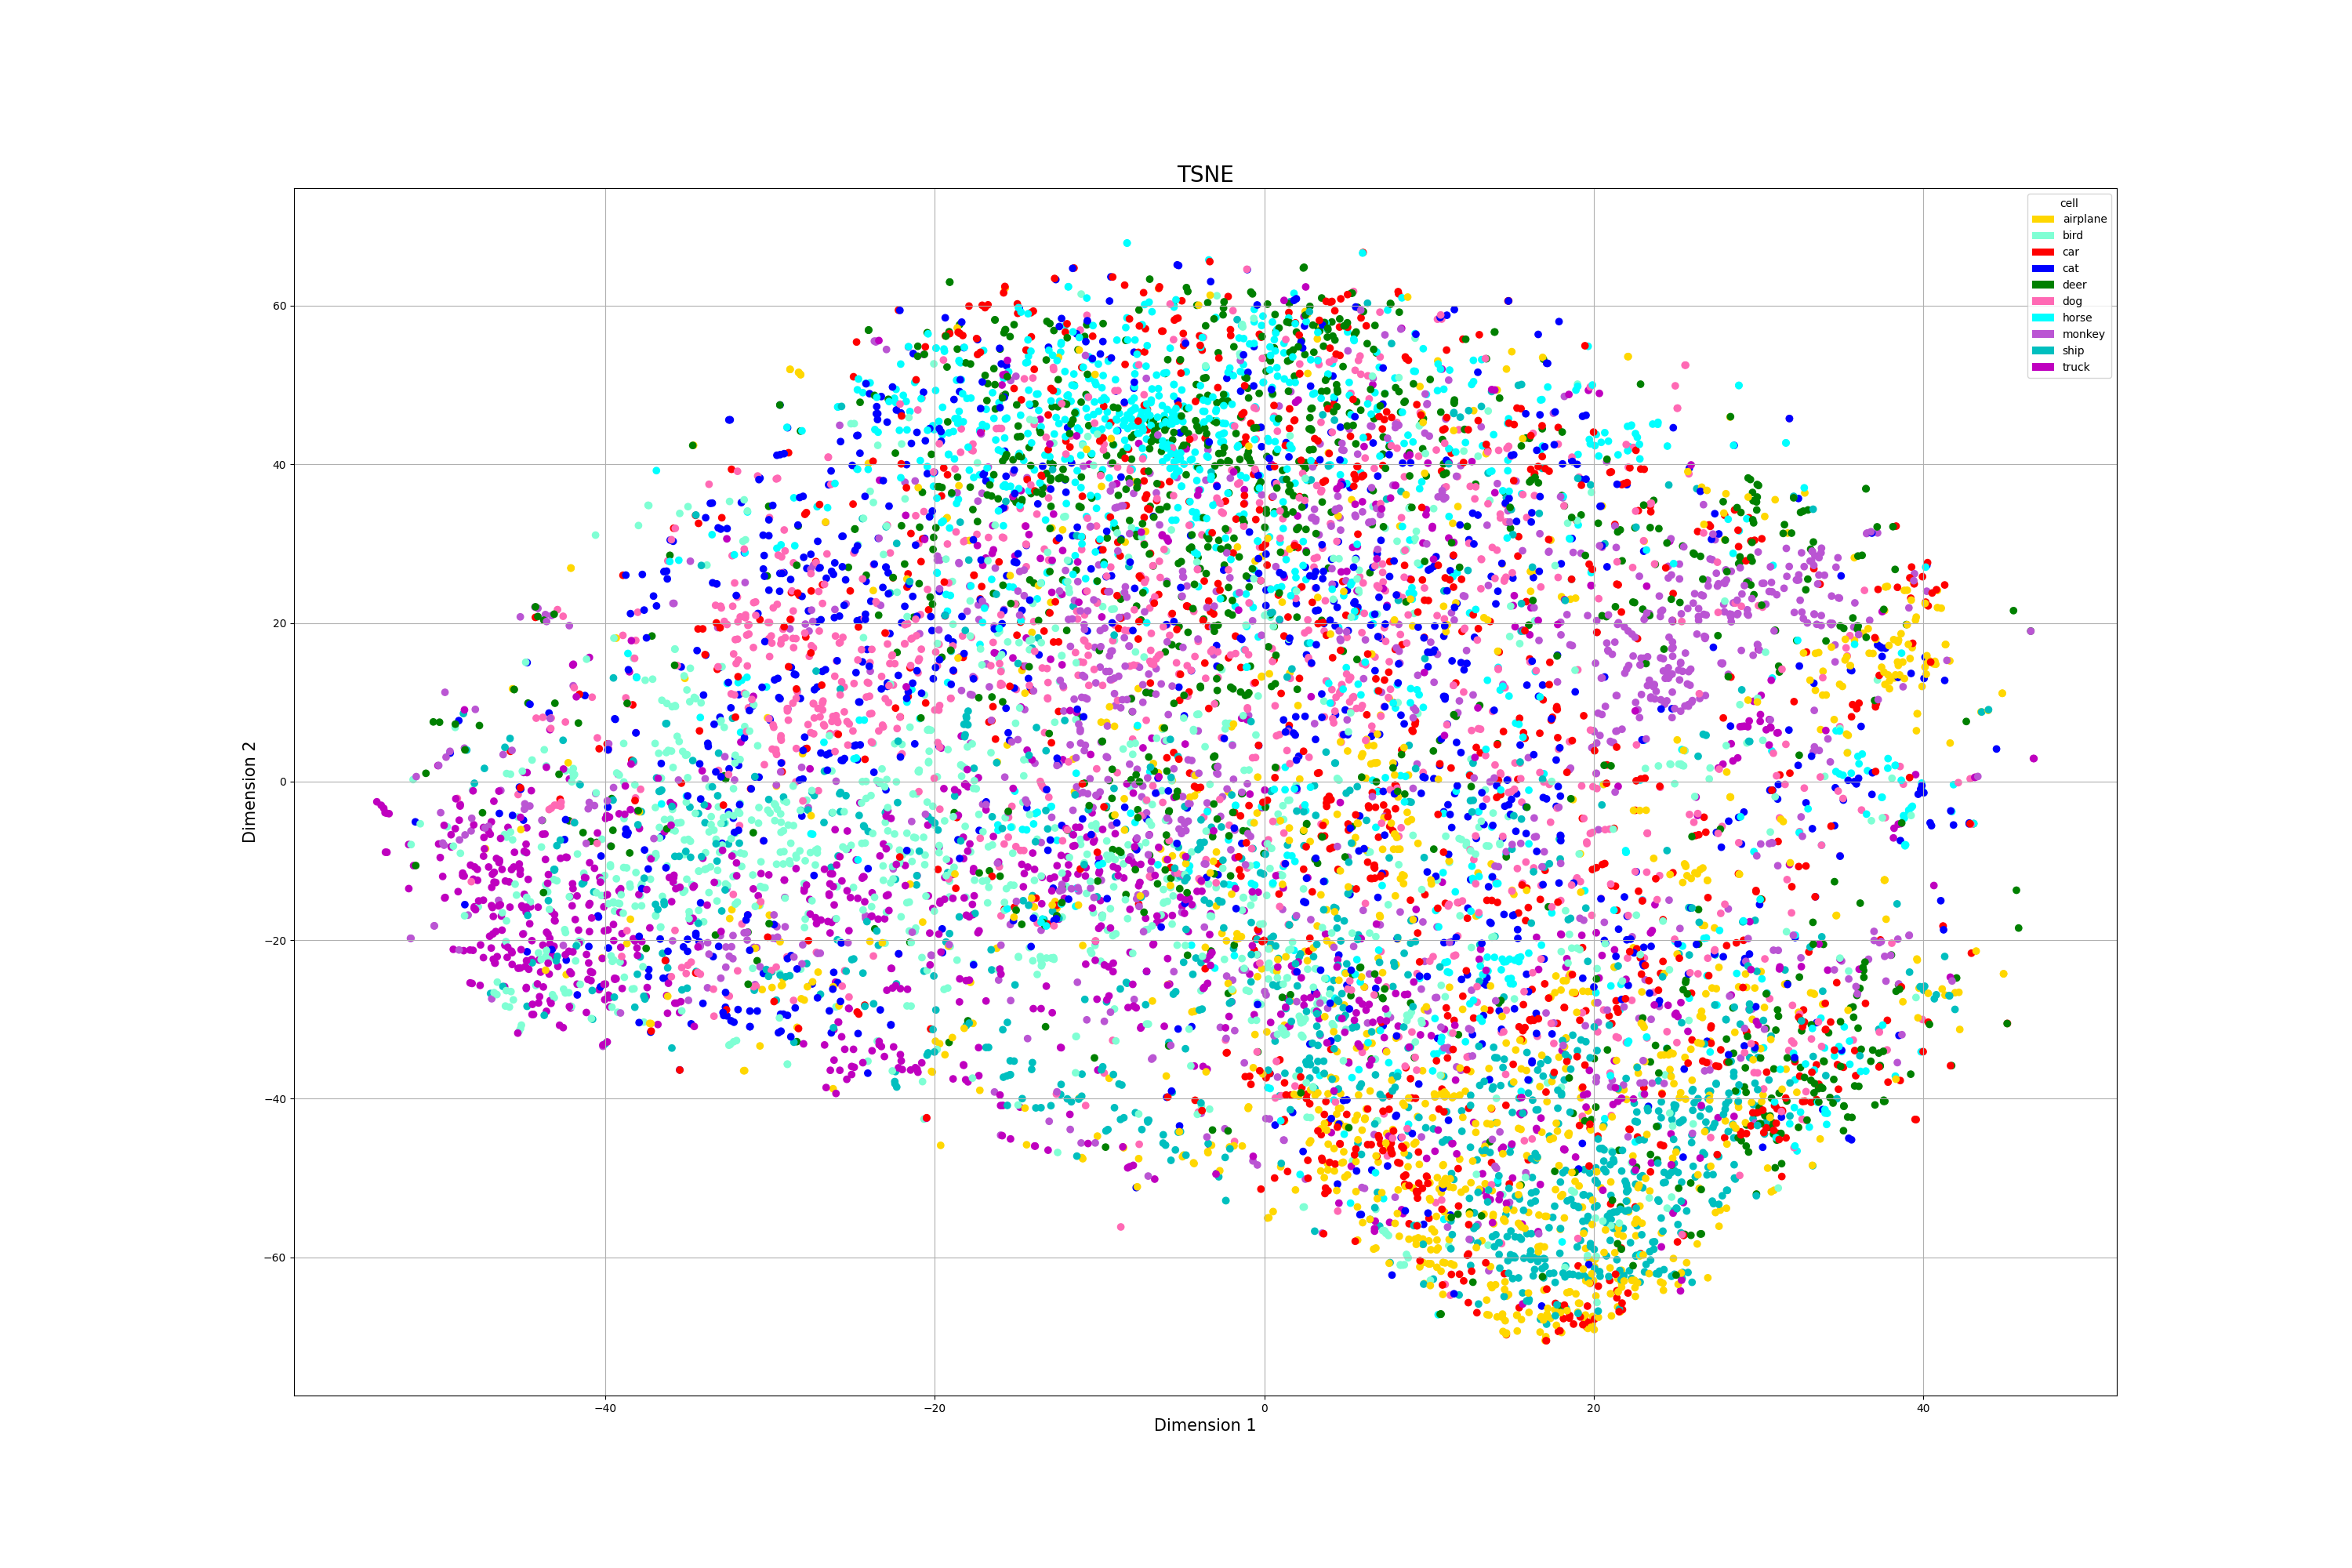 TSNE
cell
airplane
bird
car
cat
deer
dog
horse
monkey
ship
truck
60
40
20
0
−20
−40
−60
Dimension 2
−40
−20
0
20
40
Dimension 1